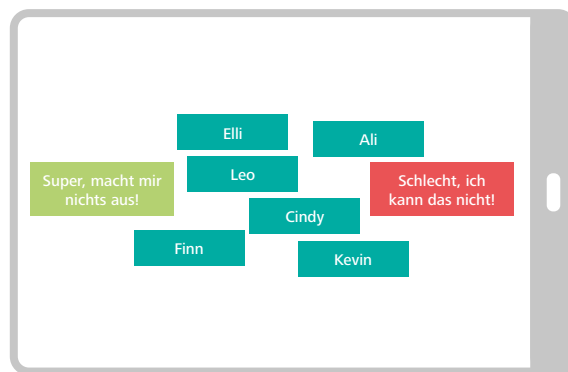 Elli
Ali
Super, macht mir
nichts aus!
Leo
Schlecht, ich
kann das nicht!
Cindy
Finn
Kevin